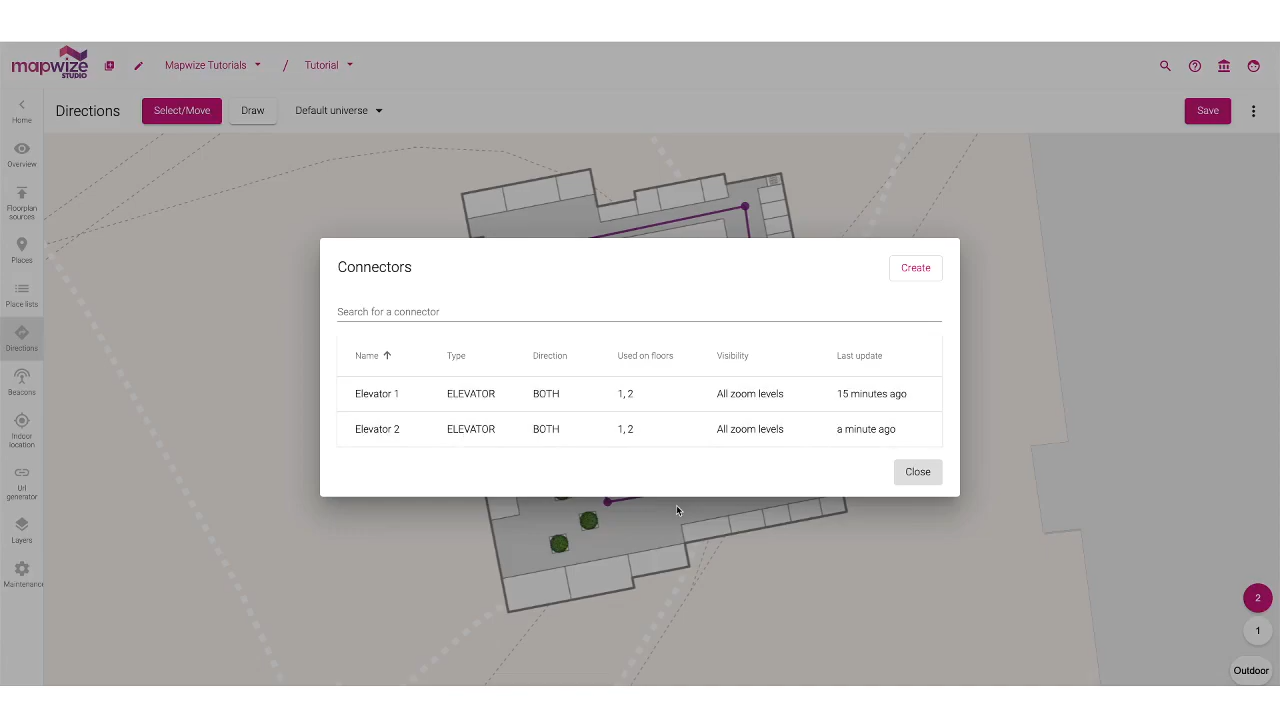 mapwize
STUDIO
Mapwize Tutorials / Tutorial
Directions
Select/Move
Draw
Default universe
Save
Home
Overview
Floorplan
sources
Places
Place lists
Directions
Beacons
Indoor
location
Url
generator
Layers
Maintenance
Connectors
Create
Search for a connector
Name Type Direction Used on floors Visibility Last update
Elevator 1 ELEVATOR BOTH 1, 2 All zoom levels 15 minutes ago
Elevator 2 ELEVATOR BOTH 1, 2 All zoom levels a minute ago
Close
2
1
Outdoor